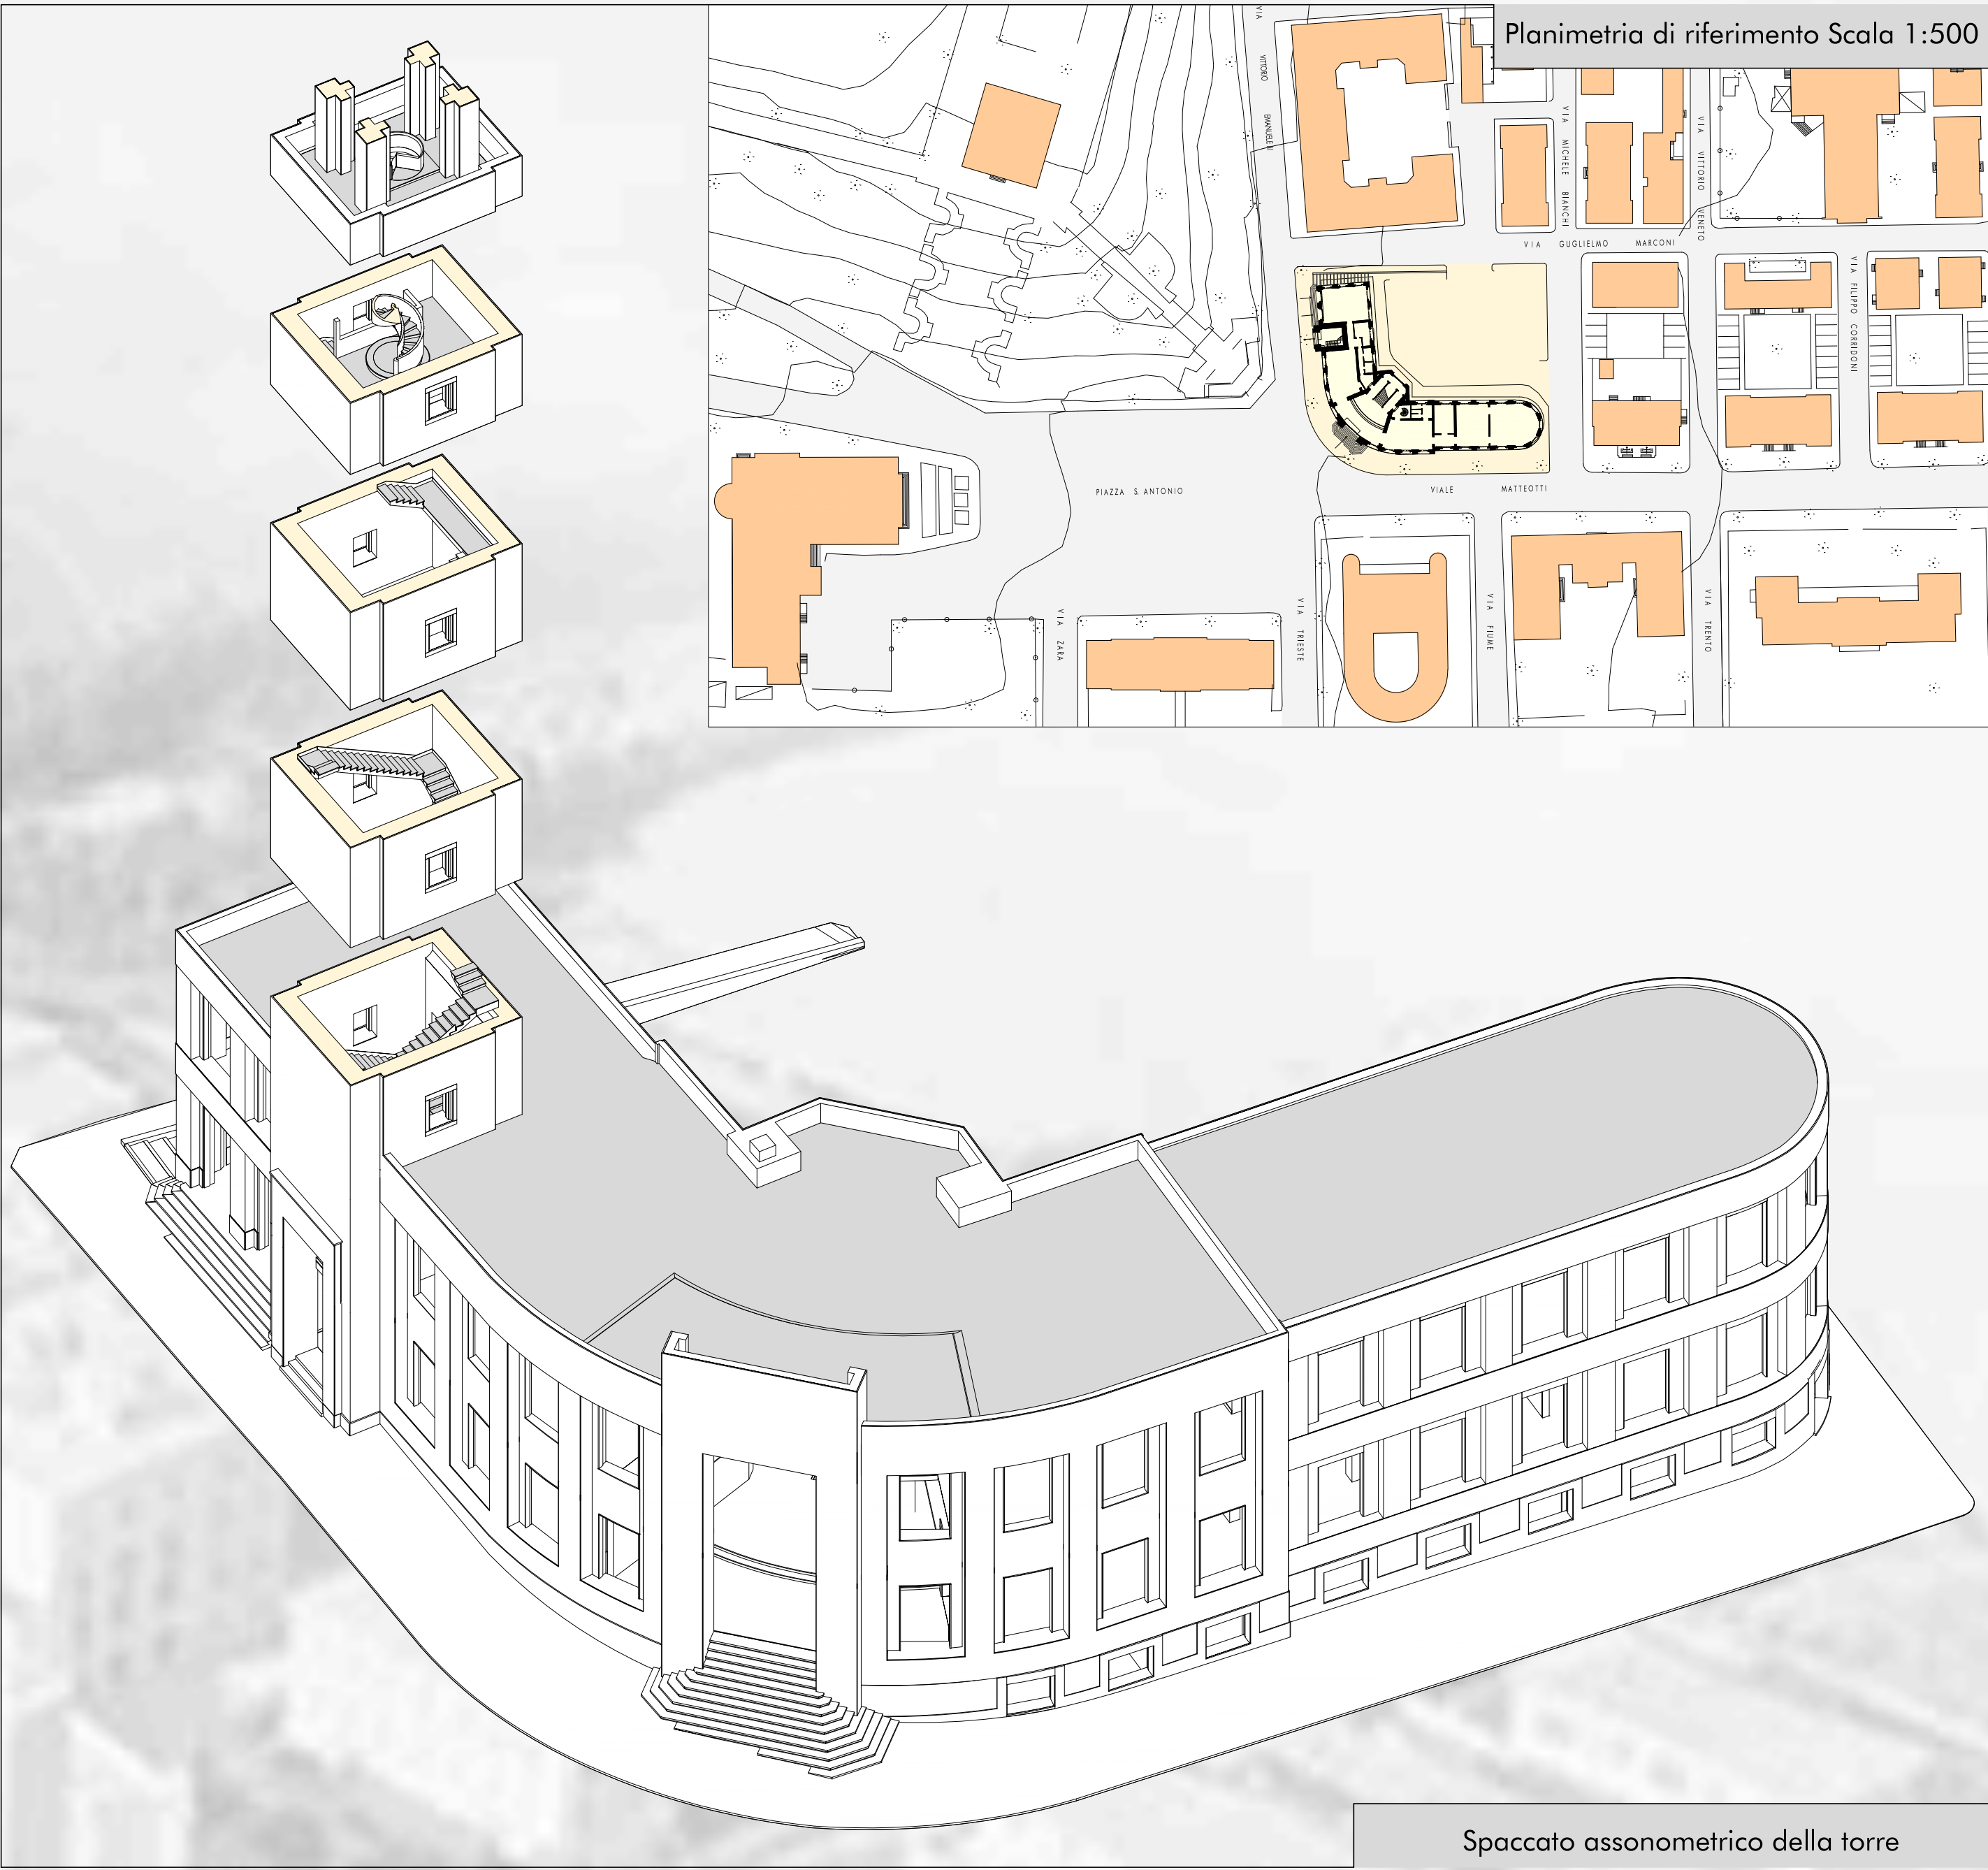 Planimetria di riferimento Scala 1:500
VIA VITTORIO EMANUELE III
VIA MICHELE BIANCHI
VIA VITTORIO VENETO
VIA GUGLIELMO MARCONI
VIA FILIPPO CORRIDONI
PIAZZA S. ANTONIO
VIALE MATTEOTTI
VIA ZARA
VIA TRIESTE
VIA FIUME
VIA TRENTO
Spaccato assonometrico della torre